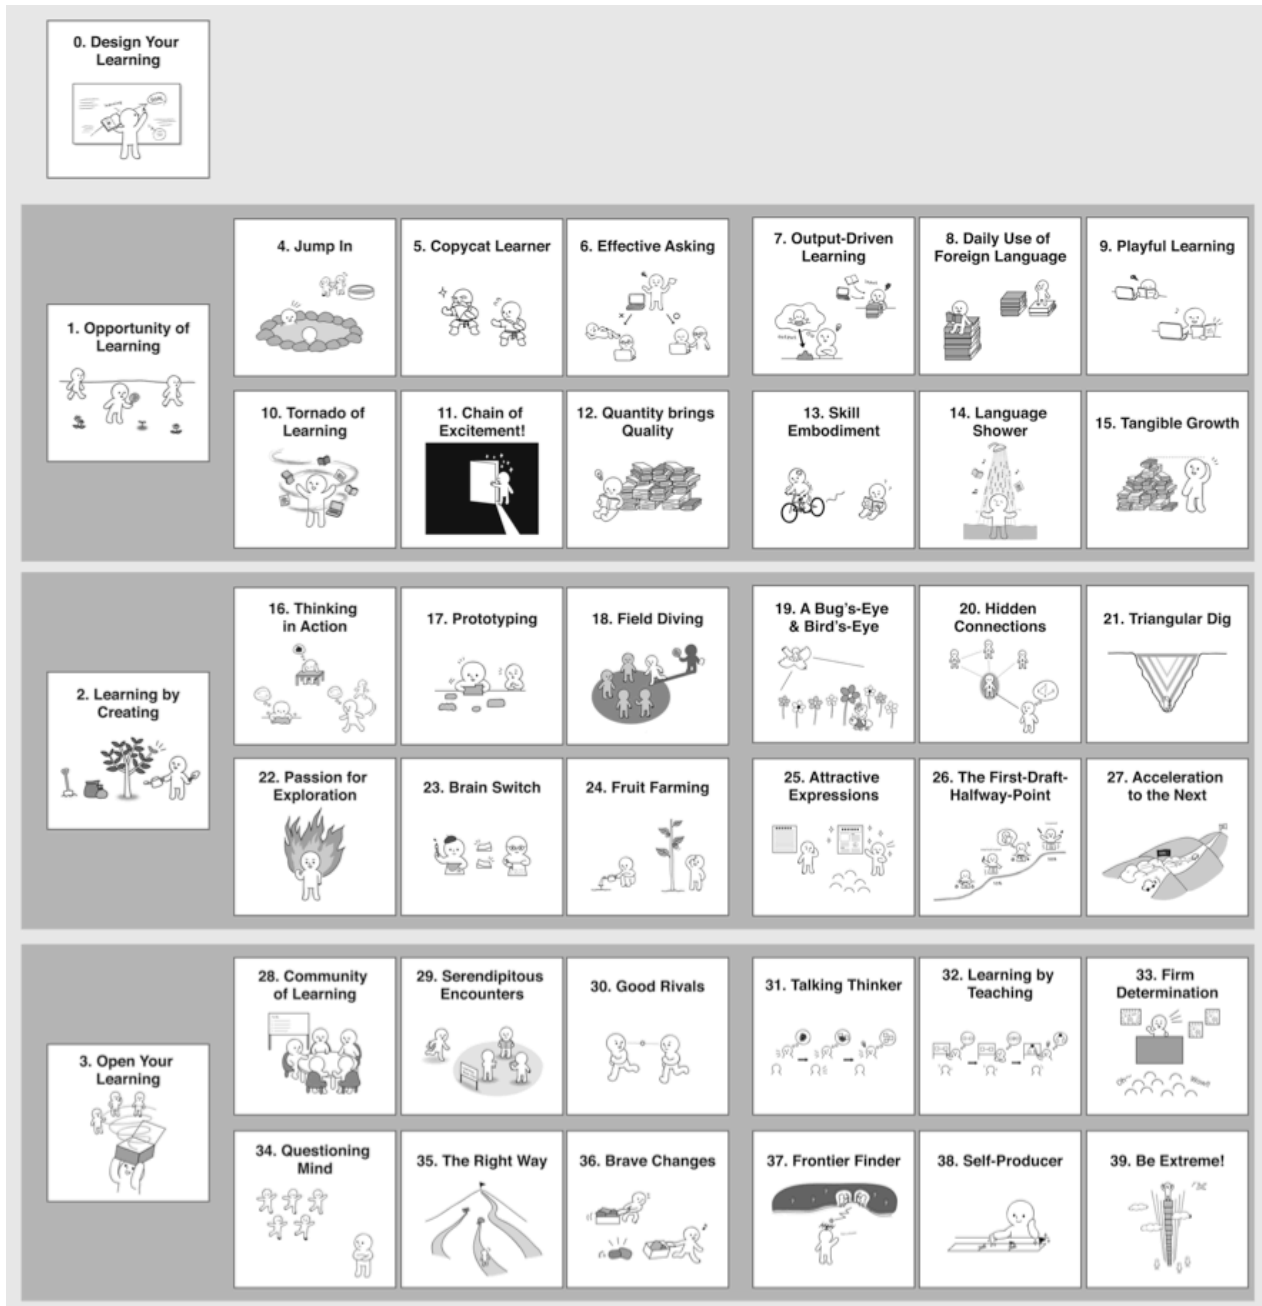 0. Design Your
Learning
GOAL
1. Opportunity of
Learning
4. Jump In
5. Copycat Learner
6. Effective Asking
7. Output-Driven
Learning
OUTPUT
8. Daily Use of
Foreign Language
9. Playful Learning
10. Tornado of
Learning
11. Chain of
Excitement!
12. Quantity brings
Quality
13. Skill
Embodiment
14. Language
Shower
15. Tangible Growth
2. Learning by
Creating
16. Thinking
in Action
17. Prototyping
18. Field Diving
19. A Bug's-Eye
& Bird's-Eye
20. Hidden
Connections
21. Triangular Dig
22. Passion for
Exploration
23. Brain Switch
24. Fruit Farming
25. Attractive
Expressions
26. The First-Draft-
Halfway-Point
27. Acceleration
to the Next
3. Open Your
Learning
28. Community
of Learning
29. Serendipitous
Encounters
30. Good Rivals
31. Talking Thinker
32. Learning by
Teaching
33. Firm
Determination
34. Questioning
Mind
35. The Right Way
36. Brave Changes
37. Frontier Finder
38. Self-Producer
39. Be Extreme!